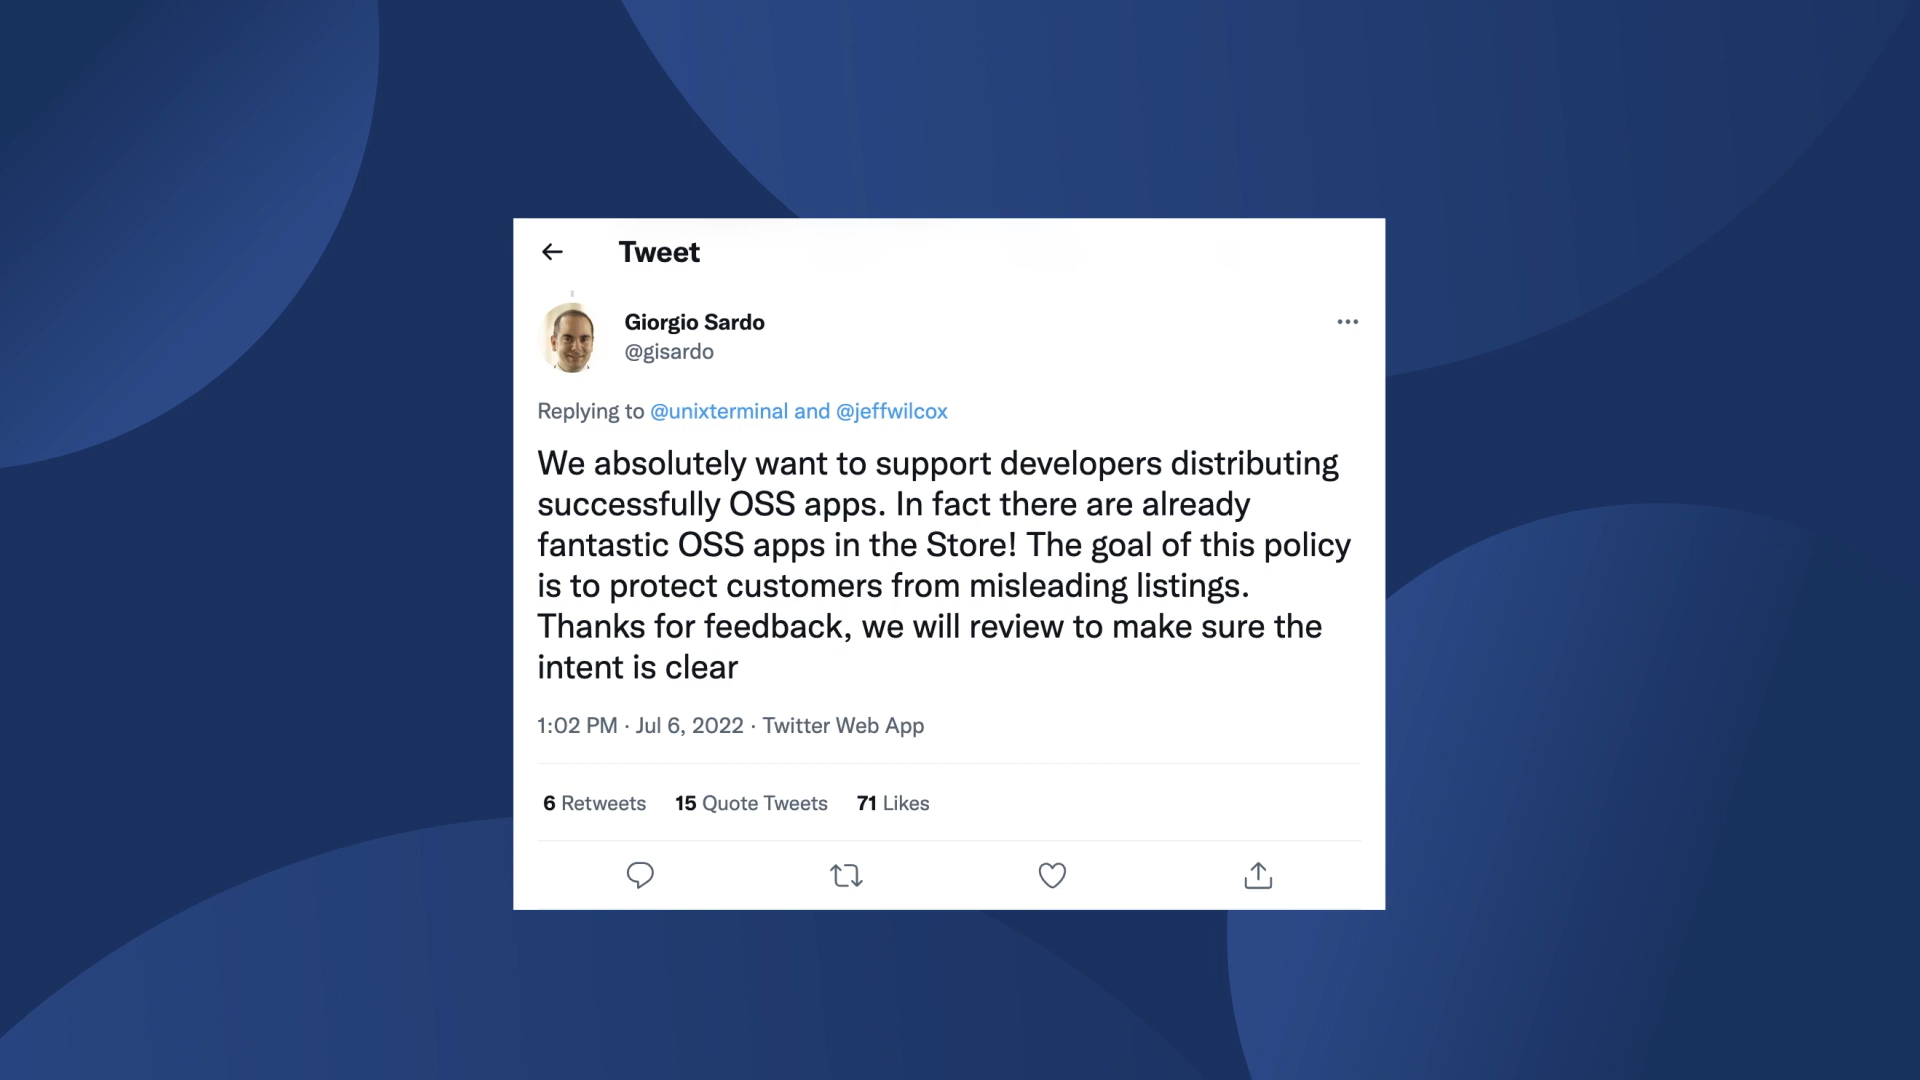 Tweet
Giorgio Sardo
@gisardo
Replying to @unixterminal and @jeffwilcox
We absolutely want to support developers distributing
successfully OSS apps. In fact there are already
fantastic OSS apps in the Store! The goal of this policy
is to protect customers from misleading listings.
Thanks for feedback, we will review to make sure the
intent is clear
1:02 PM · Jul 6, 2022 · Twitter Web App
6 Retweets 15 Quote Tweets 71 Likes